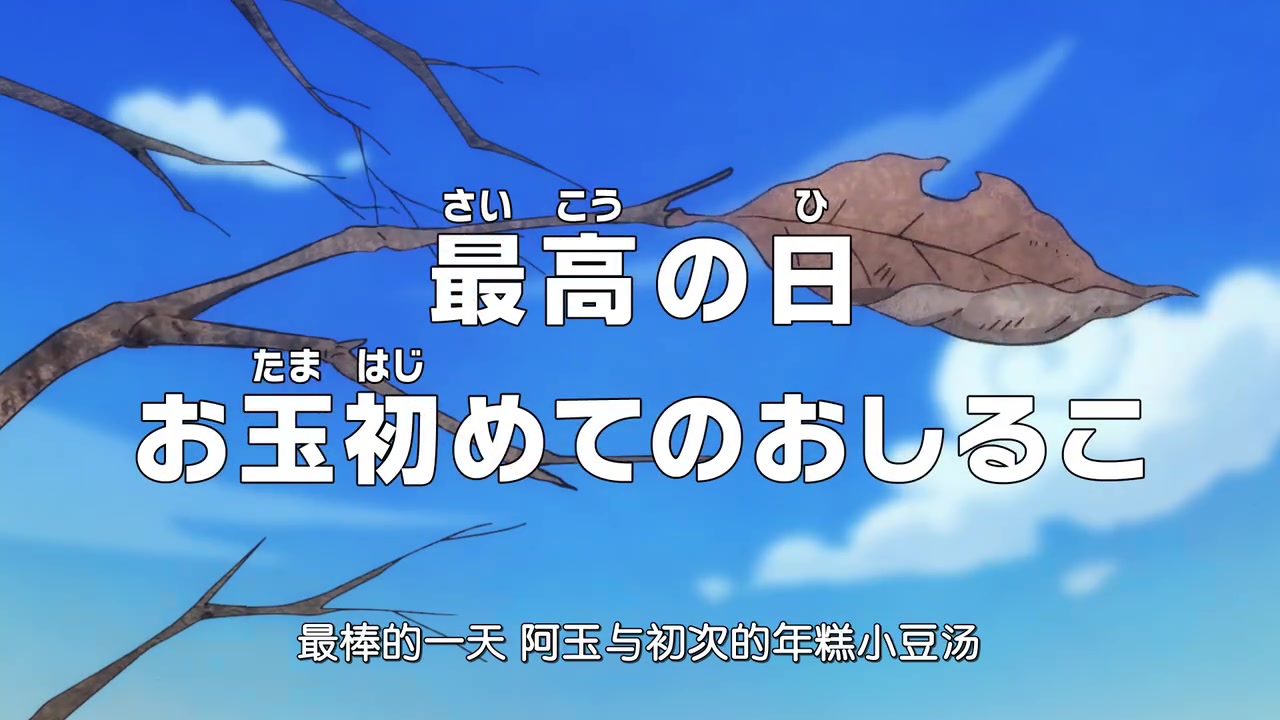 さい こう ひ
最高の日
たま はじ
お玉初めてのおしるこ
最棒的一天 阿玉与初次的年糕小豆汤